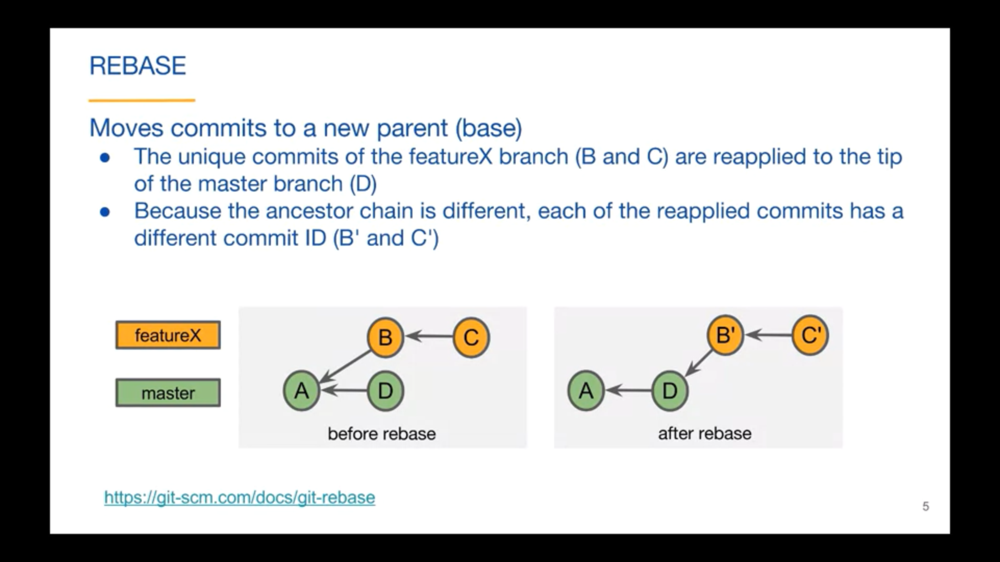 REBASE
Moves commits to a new parent (base)
● The unique commits of the featureX branch (B and C) are reapplied to the tip
of the master branch (D)
● Because the ancestor chain is different, each of the reapplied commits has a
different commit ID (B' and C')
featureX
master
B
C
A
D
before rebase
B'
C'
A
D
after rebase
https://git-scm.com/docs/git-rebase
5